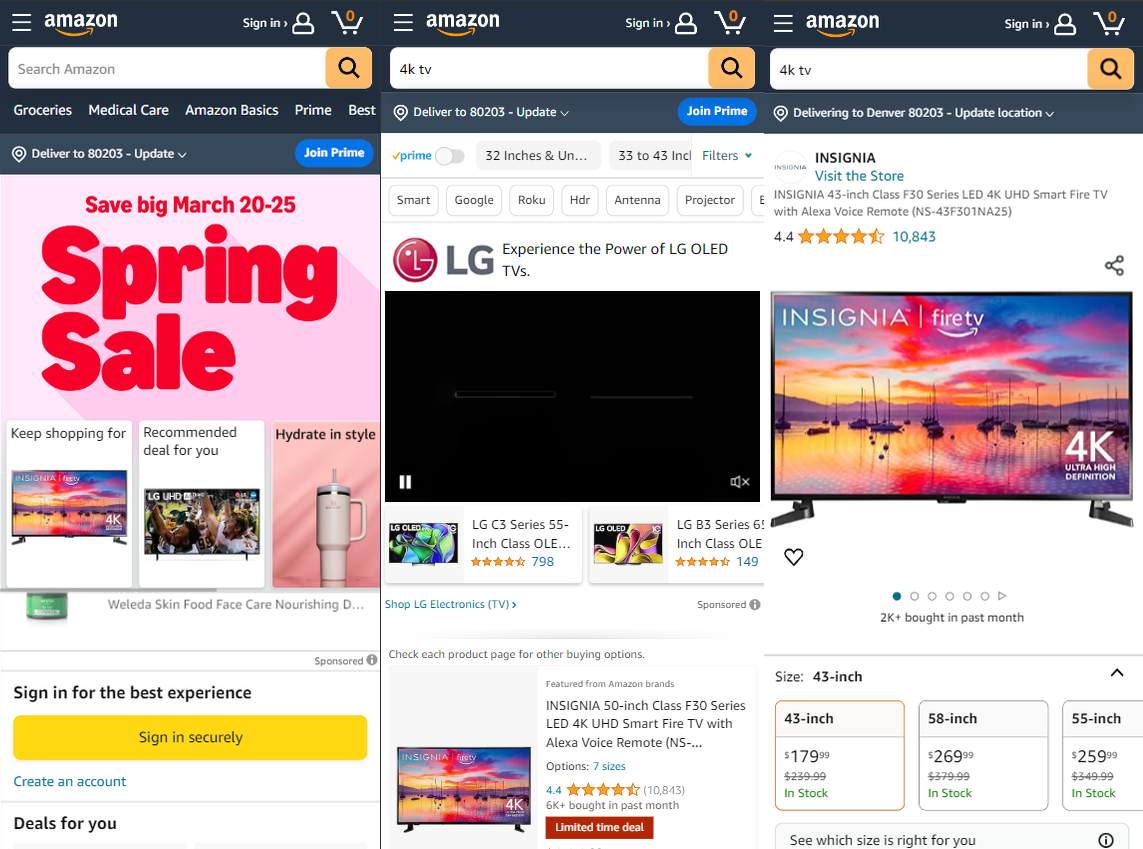 amazon
Sign in ›
0
Search Amazon
Groceries Medical Care Amazon Basics Prime Best
Deliver to 80203 - Update
Join Prime
Save big March 20-25
Spring
Sale
Keep shopping for
INSIGNIA fire tv
4K
Recommended
deal for you
LG UHD
Hydrate in style
Weleda Skin Food Face Care Nourishing D...
Sponsored
Sign in for the best experience
Sign in securely
Create an account
Deals for you
amazon
Sign in ›
0
4k tv
Deliver to 80203 - Update
Join Prime
prime
32 Inches & Un...
33 to 43 Incl
Filters
Smart
Google
Roku
Hdr
Antenna
Projector
LG
LG
Experience the Power of LG OLED
TVs.
LG OLED
LG C3 Series 55-
Inch Class OLE...
798
LG OLED
LG B3 Series 65
Inch Class OLE
149
Shop LG Electronics (TV) ›
Sponsored
Check each product page for other buying options.
INSIGNIA fire tv
4K
Featured from Amazon brands
INSIGNIA 50-inch Class F30 Series
LED 4K UHD Smart Fire TV with
Alexa Voice Remote (NS-...
Options: 7 sizes
4.4 (10,843)
6K+ bought in past month
Limited time deal
amazon
Sign in ›
0
4k tv
Delivering to Denver 80203 - Update location
INSIGNIA
INSIGNIA
Visit the Store
INSIGNIA 43-inch Class F30 Series LED 4K UHD Smart Fire TV
with Alexa Voice Remote (NS-43F301NA25)
4.4 10,843
INSIGNIA™ | fire tv
4K
ULTRA HIGH
DEFINITION
2K+ bought in past month
Size: 43-inch
43-inch
$179.99
$239.99
In Stock
58-inch
$269.99
$379.99
In Stock
55-inch
$259.99
$349.99
In Stock
See which size is right for you